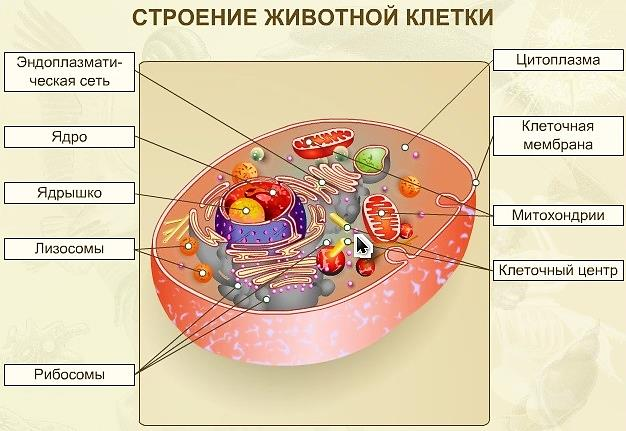 СТРОЕНИЕ ЖИВОТНОЙ КЛЕТКИ
Эндоплазмати-
ческая сеть
Ядро
Ядрышко
Лизосомы
Рибосомы
Цитоплазма
Клеточная
мембрана
Митохондрии
Клеточный центр